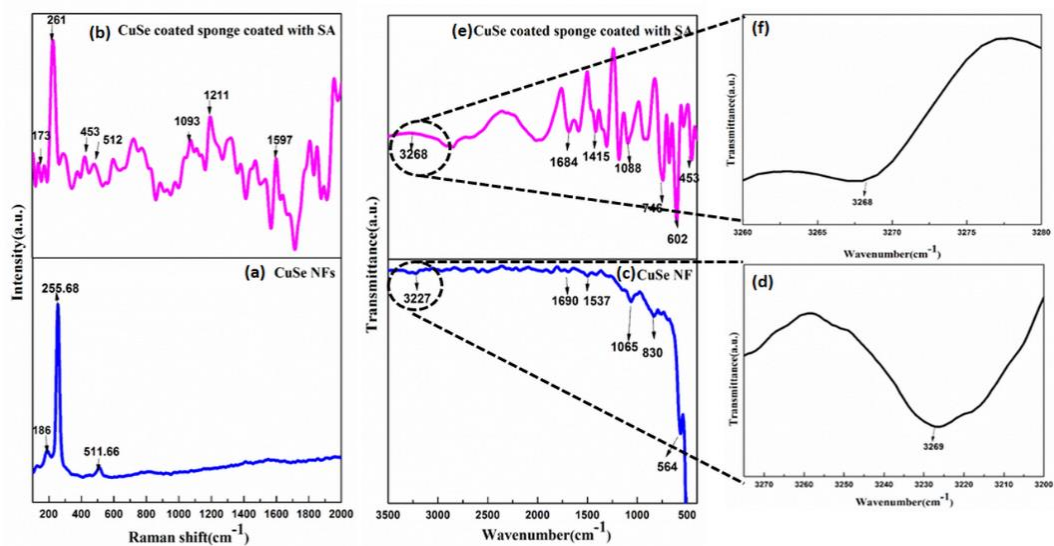 (b)
CuSe coated sponge coated with SA
261
173
453
512
1093
1211
1597
(a)
CuSe NFs
255.68
186
511.66
Intensity(a.u.)
100 200 400 600 800 1000 1200 1400 1600 1800 2000
Raman shift(cm-1)
(e)
CuSe coated sponge coated with SA
3268
1684
1415
1088
746
602
453
(c)
CuSe NF
3227
1690
1537
1065
830
564
Transmittance(a.u.)
3500 3000 2500 2000 1500 1000 500
Wavenumber(cm-1)
(f)
Transmittance(a.u.)
3268
3260 3265 3270 3275 3280
Wavenumber(cm-1)
(d)
Transmittance(a.u.)
3269
3270 3260 3250 3240 3230 3220 3210 3200
Wavenumber(cm-1)